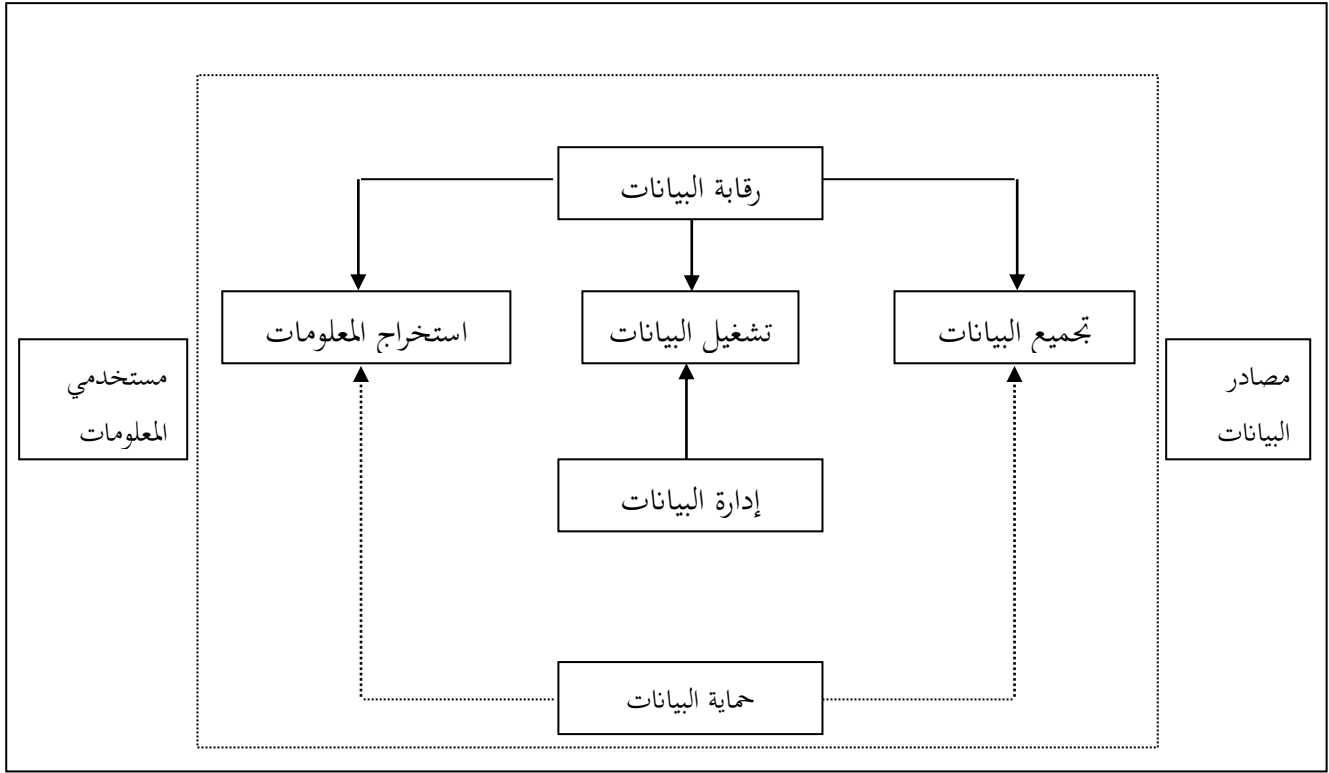 رقابة البيانات
تجميع البيانات
تشغيل البيانات
استخراج المعلومات
مصادر
البيانات
مستخدمي
المعلومات
إدارة البيانات
حماية البيانات